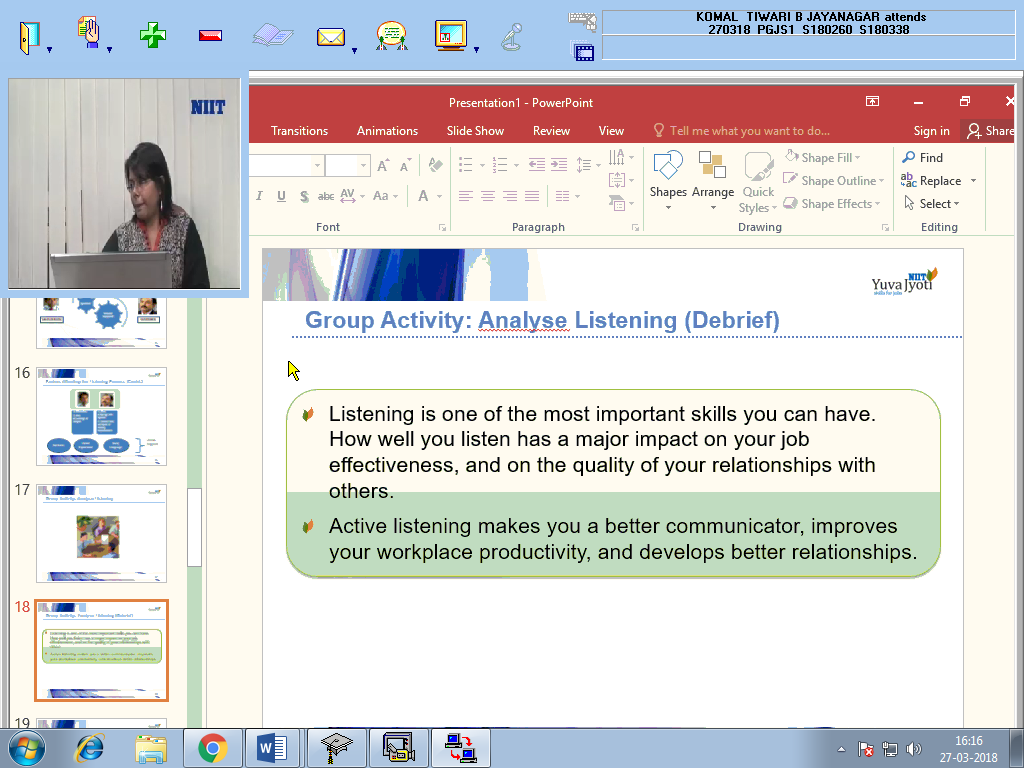 KOMAL TIWARI B JAYANAGAR attends
270318 PGJS1 S180260 S180338
NIIT
Presentation1 - PowerPoint
Transitions Animations Slide Show Review View Tell me what you want to do... Sign in Share
Shapes Arrange Quick Styles
Shape Fill
Shape Outline
Shape Effects
Find
Replace
Select
Font Paragraph Drawing Editing
NIIT
Yuva Jyoti
skills for jobs
Group Activity: Analyse Listening (Debrief)
Listening is one of the most important skills you can have.
How well you listen has a major impact on your job
effectiveness, and on the quality of your relationships with
others.
Active listening makes you a better communicator, improves
your workplace productivity, and develops better relationships.
16
17
18
19
16:16
27-03-2018